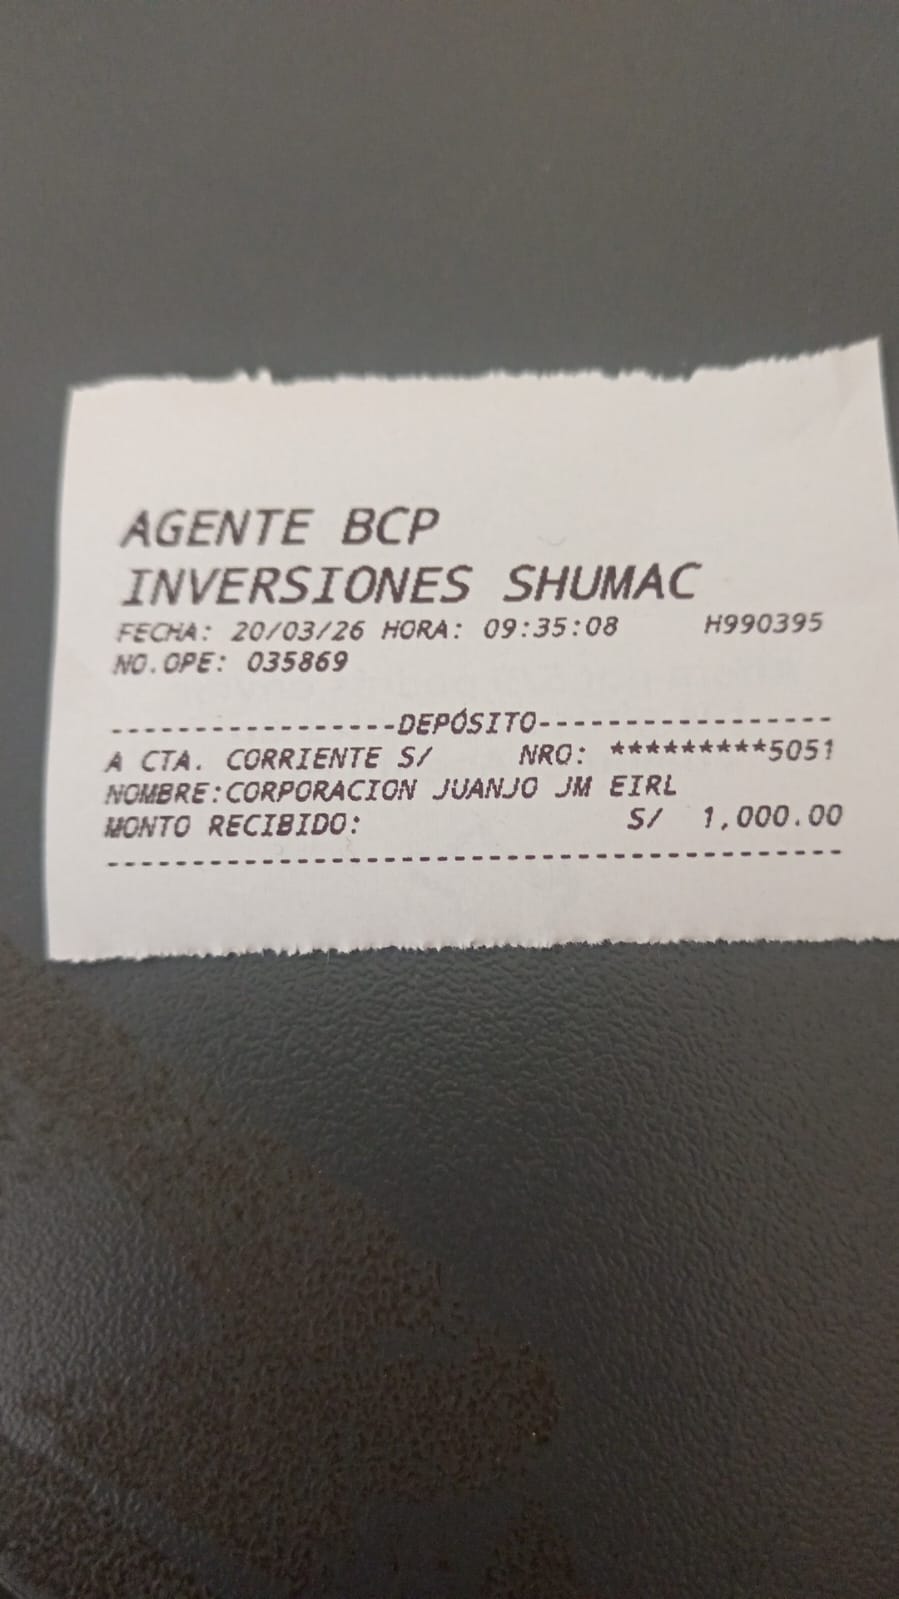 AGENTE BCP
INVERSIONES SHUMAC
FECHA: 20/03/26 HORA: 09:35:08 H990395
NO.OPE: 035869
-----------------DEPÓSITO-----------------
A CTA. CORRIENTE S/ NRO: *********5051
NOMBRE:CORPORACION JUANJO JM EIRL
MONTO RECIBIDO: S/ 1,000.00
------------------------------------------